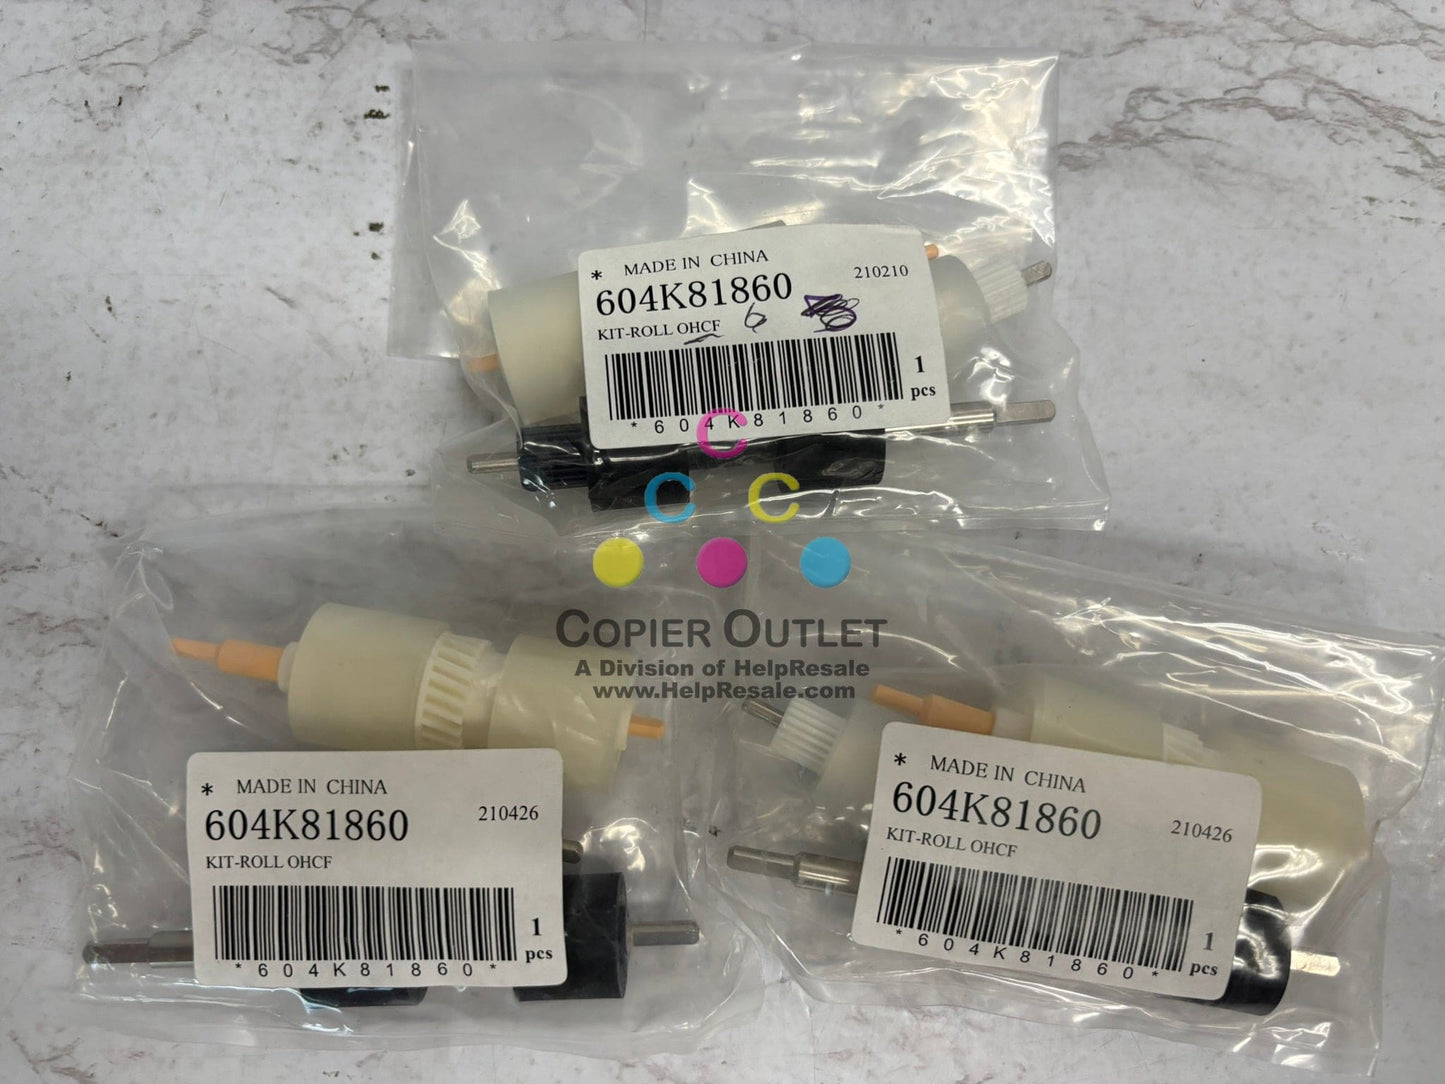 * MADE IN CHINA
604K81860
210210
KIT-ROLL OHCF 6
1
pcs
*604K81860*
C
C C
COPIER OUTLET
A Division of HelpResale
www.HelpResale.com
* MADE IN CHINA
604K81860
210426
KIT-ROLL OHCF
1
pcs
*604K81860*
* MADE IN CHINA
604K81860
210426
KIT-ROLL OHCF
1
pcs
*604K81860*